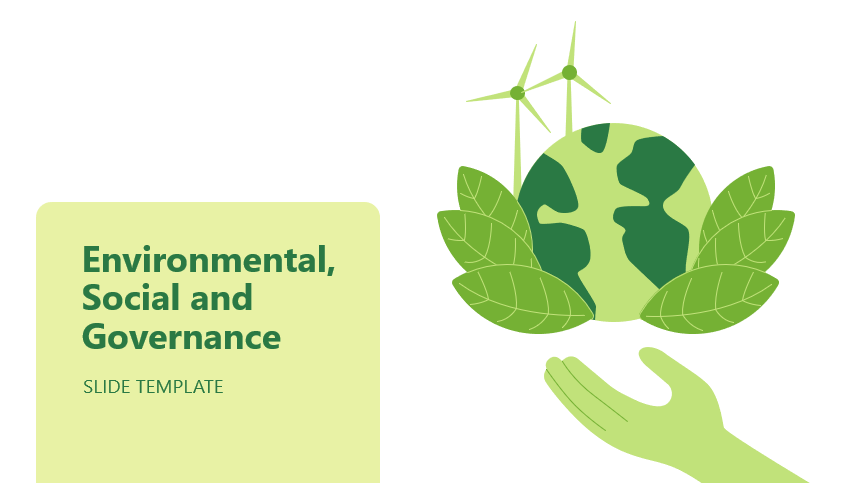 Environmental,
Social and
Governance
SLIDE TEMPLATE